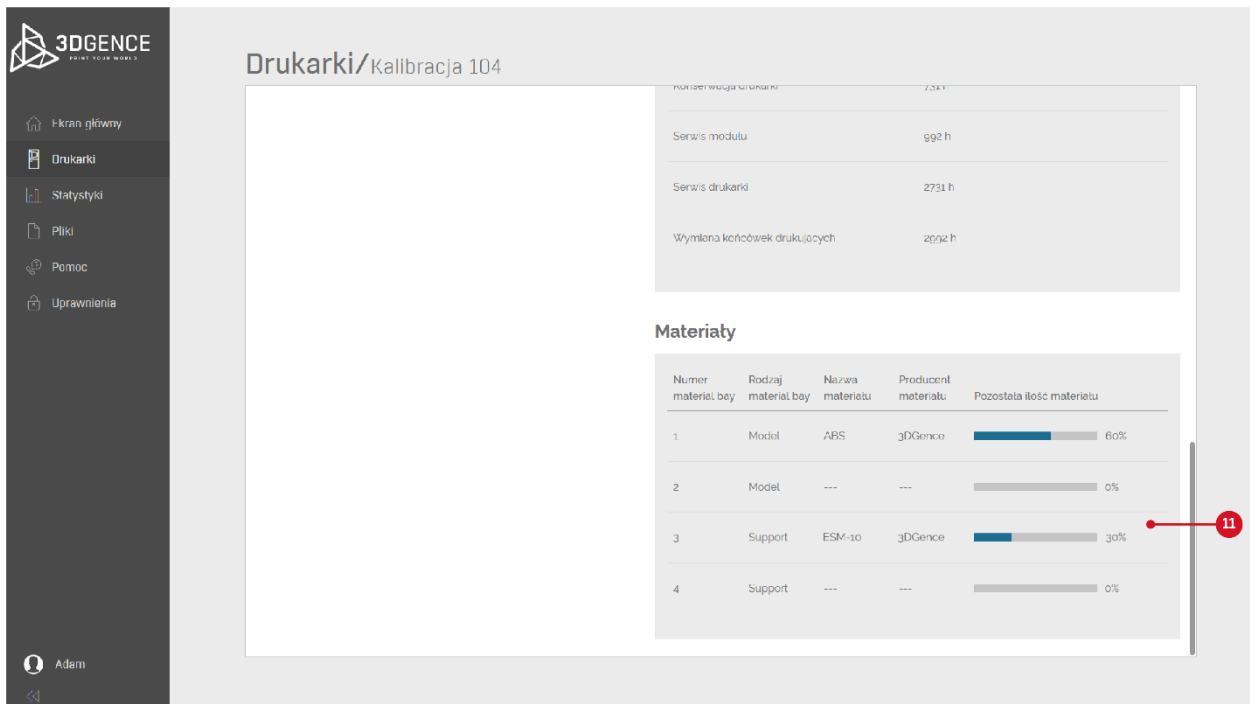 3DGENCE
PRINT YOUR WORLD
Ekran główny
Drukarki
Statystyki
Pliki
Pomoc
Uprawnienia
Adam
Drukarki/Kalibracja 104
Konserwacja drukarki 731 h
Serwis modułu 992 h
Serwis drukarki 2731 h
Wymiana końcówek drukujących 2992 h
Materiały
Numer material bay Rodzaj material bay Nazwa materiału Producent materiału Pozostała ilość materiału
1 Model ABS 3DGence 60%
2 Model --- --- 0%
3 Support ESM-10 3DGence 30%
4 Support --- --- 0%
11